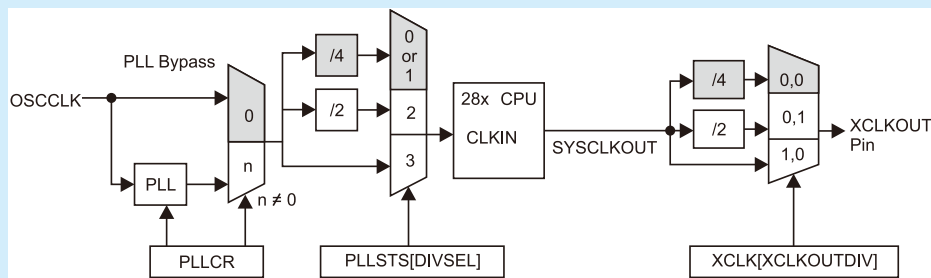 PLL Bypass
OSCCLK
0
n
n ≠ 0
PLL
PLLCR
/4
/2
0
or
1
2
3
PLLSTS[DIVSEL]
28x CPU
CLKIN
SYSCLKOUT
/4
/2
0,0
0,1
1,0
XCLKOUT
Pin
XCLK[XCLKOUTDIV]